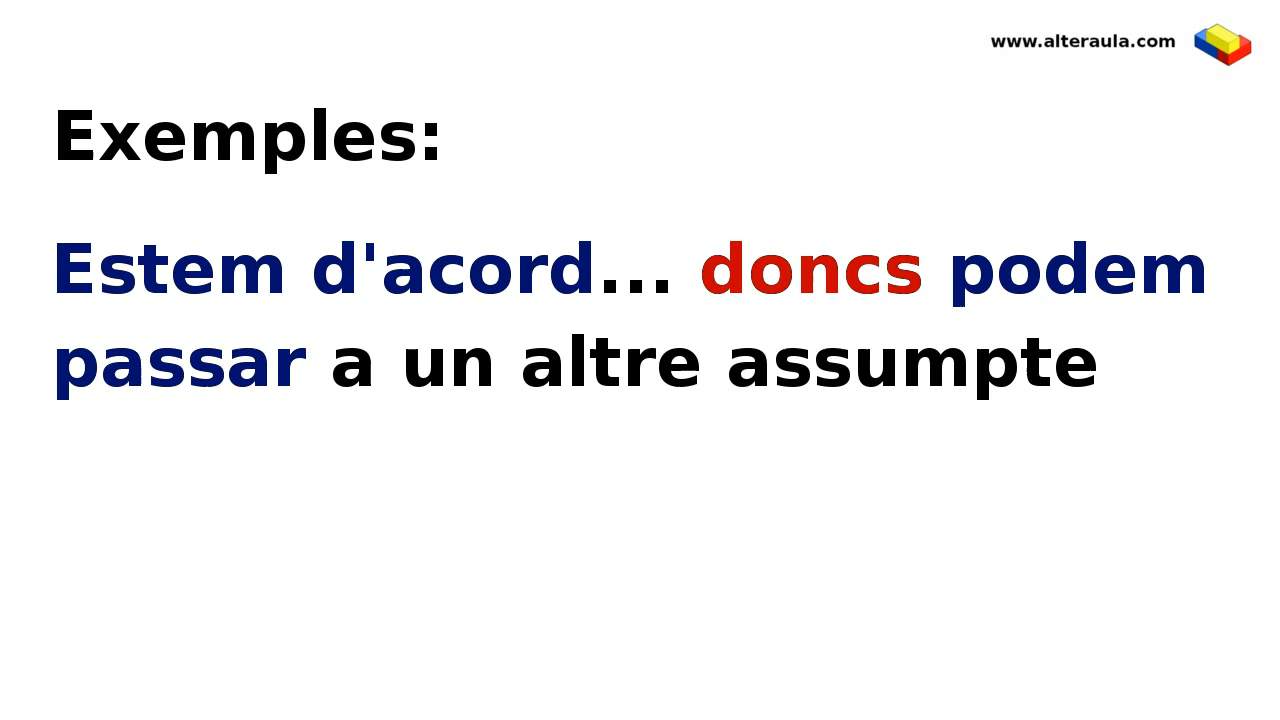 www.alteraula.com
Exemples:
Estem d'acord... doncs podem
passar a un altre assumpte